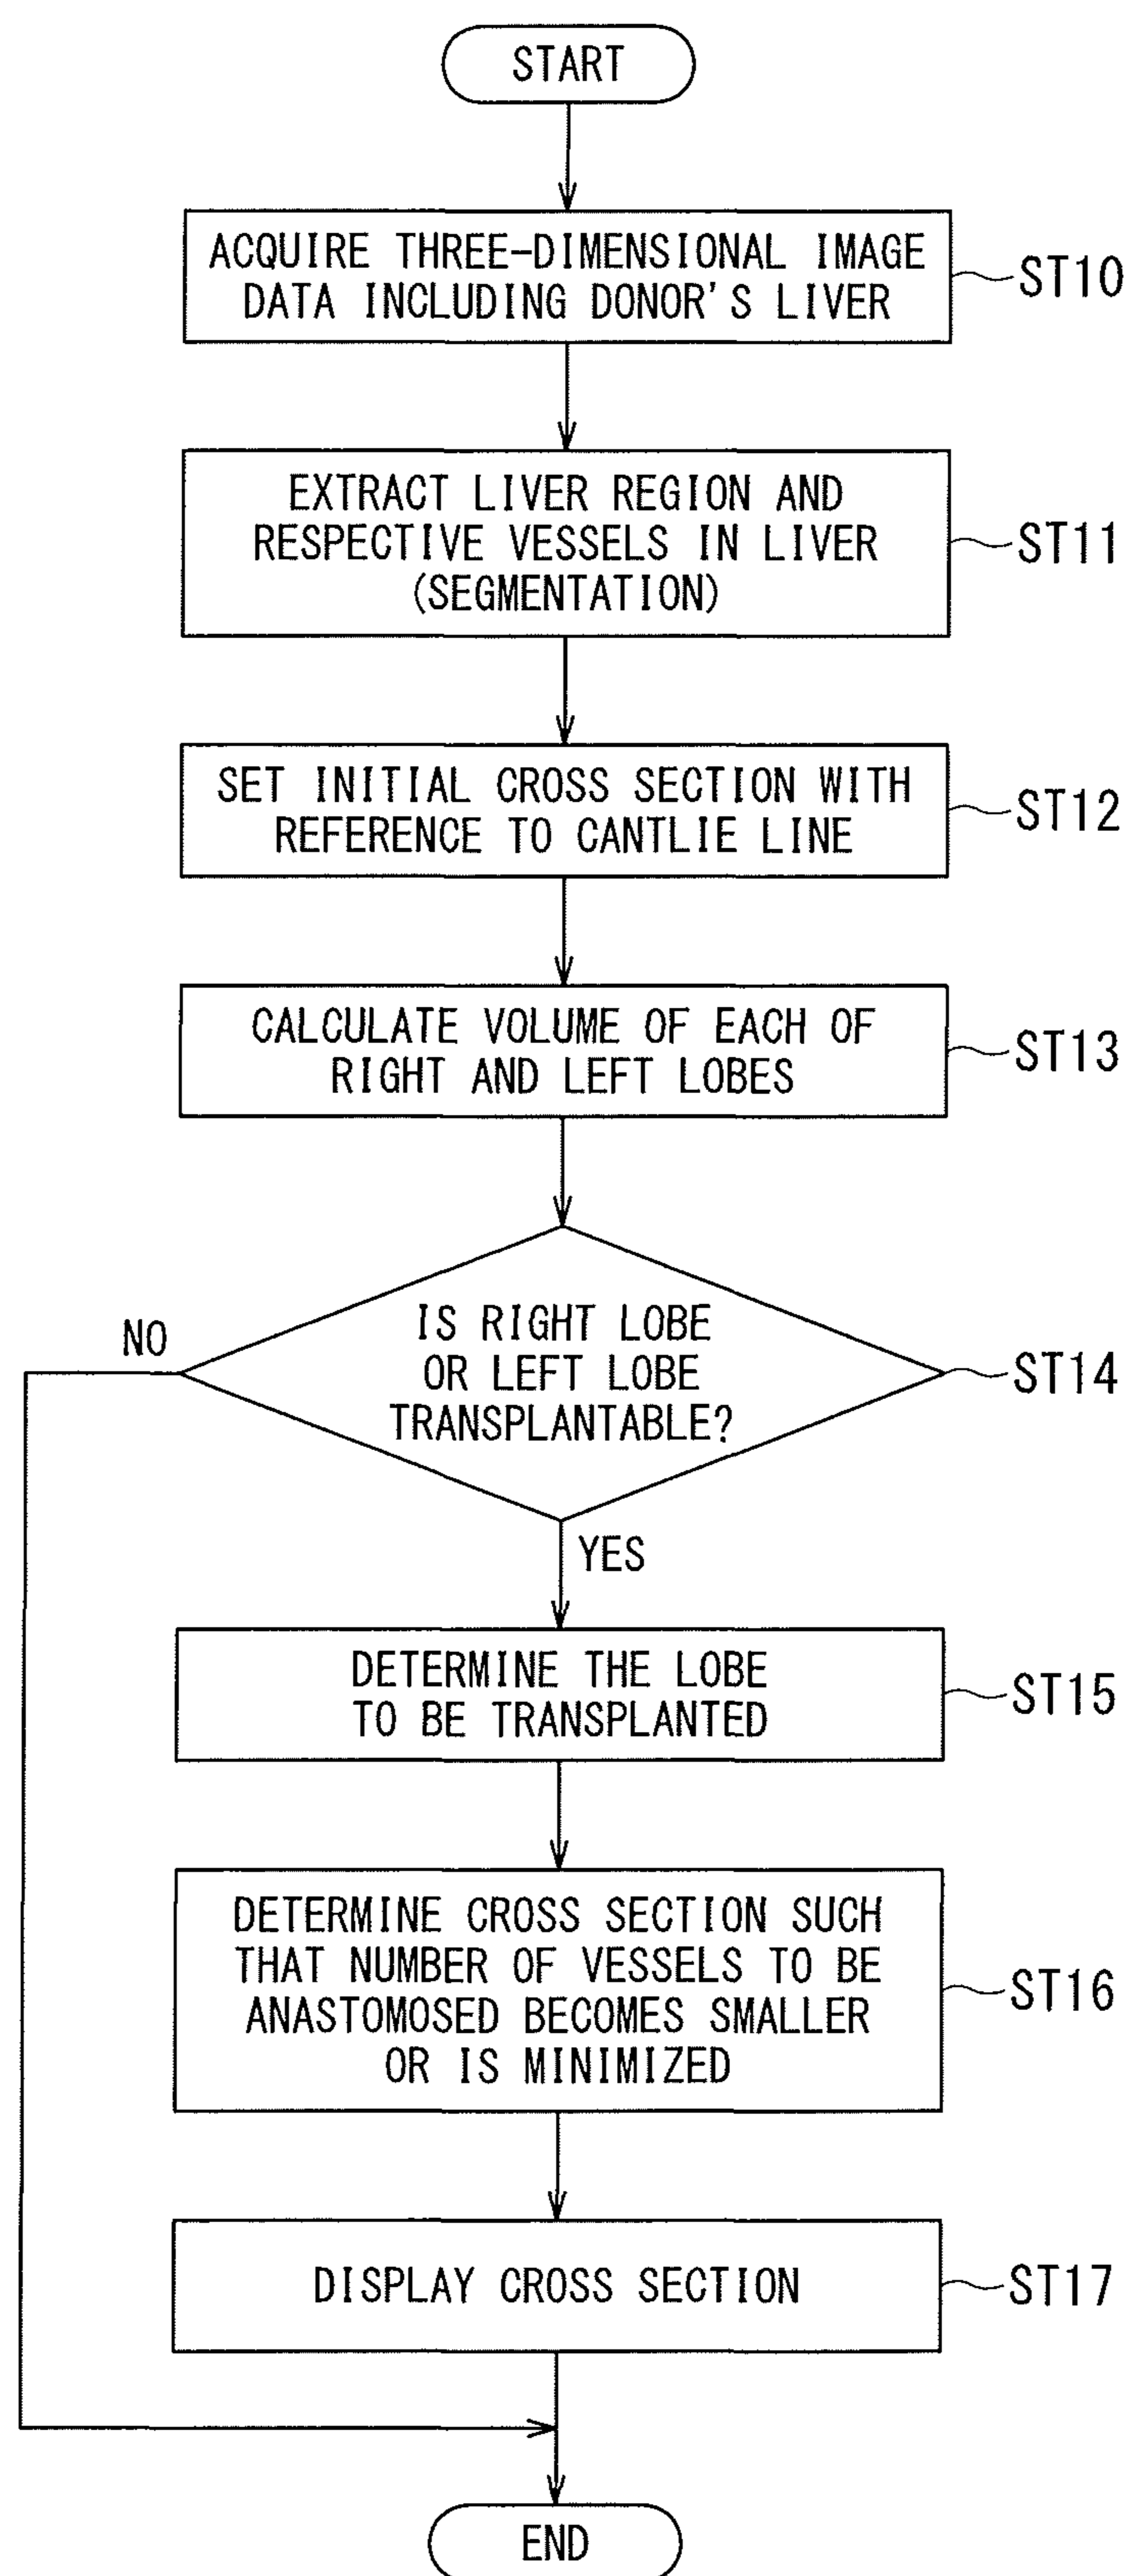 START
ACQUIRE THREE-DIMENSIONAL IMAGE
DATA INCLUDING DONOR'S LIVER
ST10
EXTRACT LIVER REGION AND
RESPECTIVE VESSELS IN LIVER
(SEGMENTATION)
ST11
SET INITIAL CROSS SECTION WITH
REFERENCE TO CANTLIE LINE
ST12
CALCULATE VOLUME OF EACH OF
RIGHT AND LEFT LOBES
ST13
IS RIGHT LOBE
OR LEFT LOBE
TRANSPLANTABLE?
ST14
NO
YES
DETERMINE THE LOBE
TO BE TRANSPLANTED
ST15
DETERMINE CROSS SECTION SUCH
THAT NUMBER OF VESSELS TO BE
ANASTOMOSED BECOMES SMALLER
OR IS MINIMIZED
ST16
DISPLAY CROSS SECTION
ST17
END